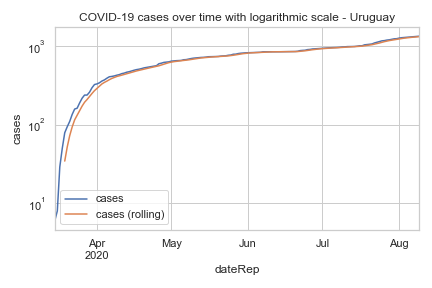 COVID-19 cases over time with logarithmic scale - Uruguay
10³
10²
10¹
cases
cases
cases (rolling)
Apr
2020
May
Jun
Jul
Aug
dateRep